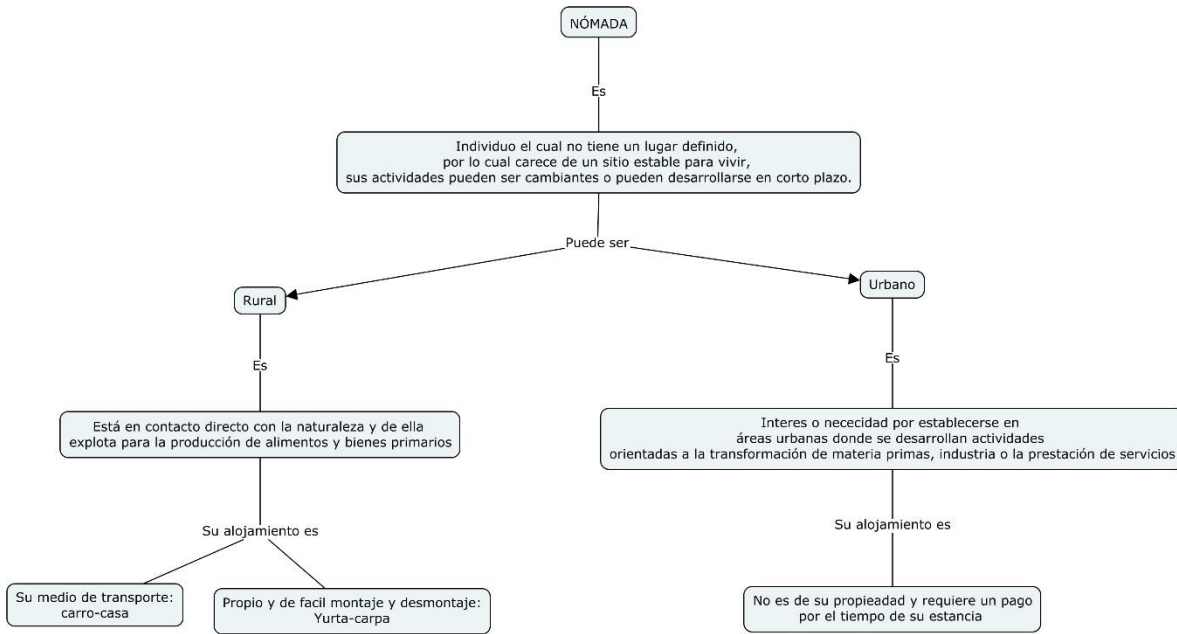 NÓMADA
Es
Individuo el cual no tiene un lugar definido,
por lo cual carece de un sitio estable para vivir,
sus actividades pueden ser cambiantes o pueden desarrollarse en corto plazo.
Puede ser
Rural
Urbano
Es
Es
Está en contacto directo con la naturaleza y de ella
explota para la producción de alimentos y bienes primarios
Interes o nececidad por establecerse en
áreas urbanas donde se desarrollan actividades
orientadas a la transformación de materia primas, industria o la prestación de servicios
Su alojamiento es
Su alojamiento es
Su medio de transporte:
carro-casa
Propio y de facil montaje y desmontaje:
Yurta-carpa
No es de su propieadad y requiere un pago
por el tiempo de su estancia